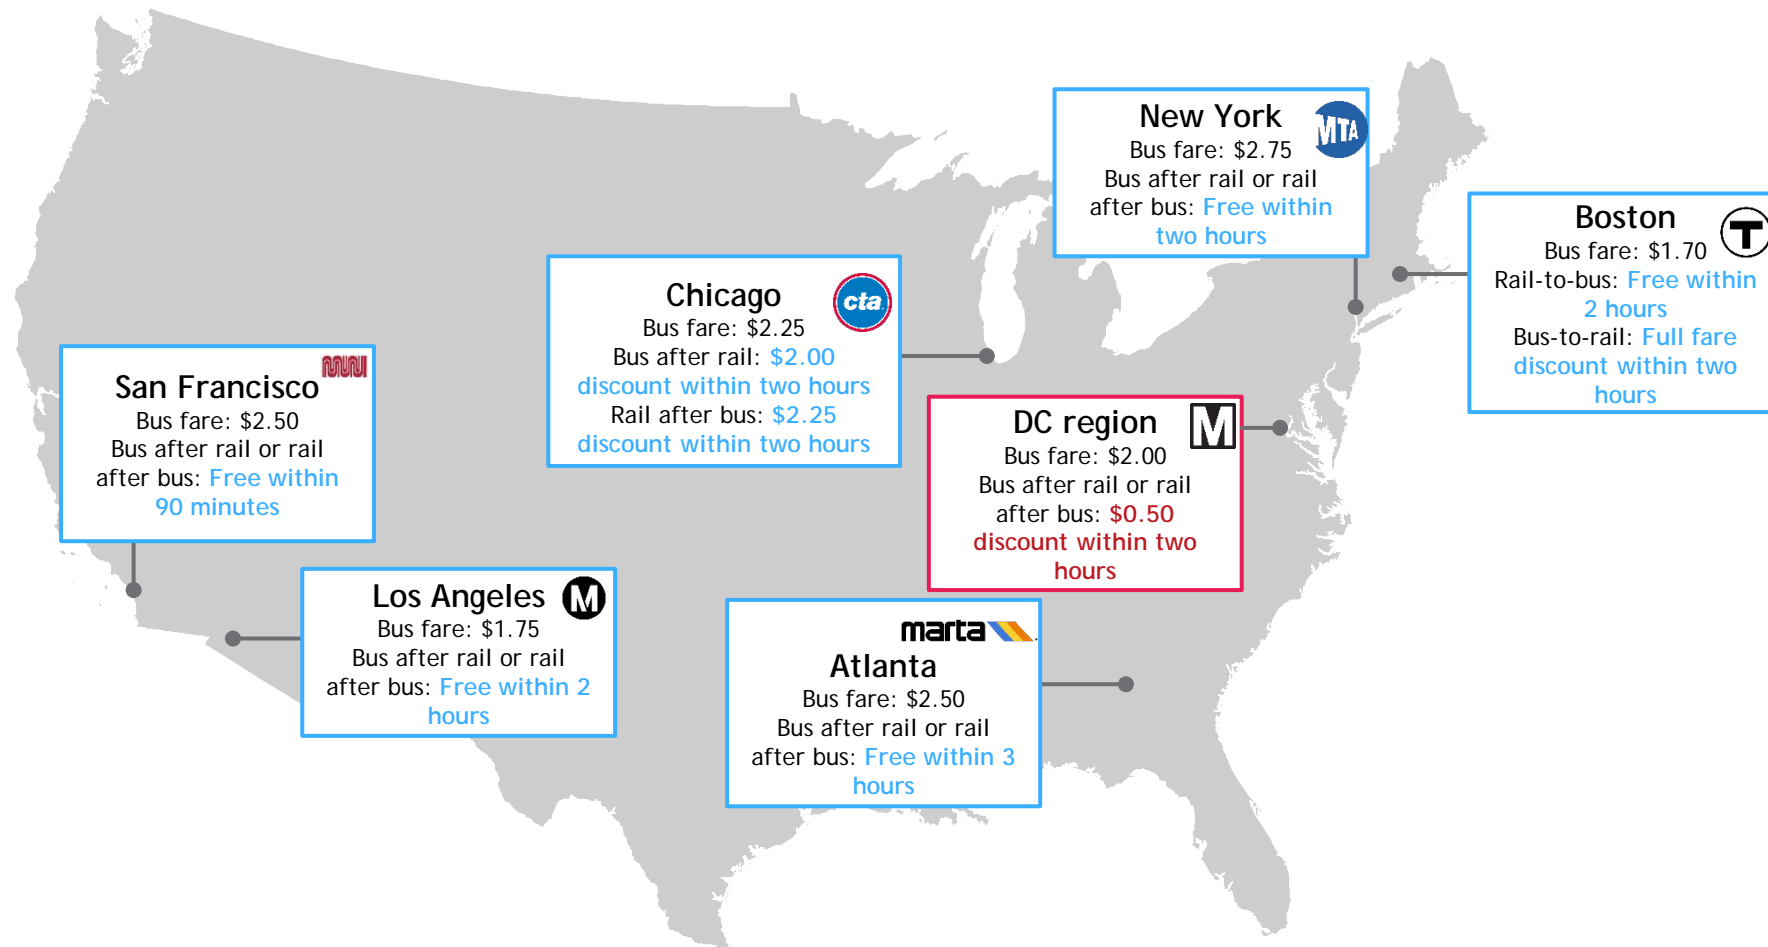 New York
MTA
Bus fare: $2.75
Bus after rail or rail
after bus: Free within
two hours
Boston
T
Bus fare: $1.70
Rail-to-bus: Free within
2 hours
Bus-to-rail: Full fare
discount within two
hours
Chicago
cta
Bus fare: $2.25
Bus after rail: $2.00
discount within two hours
Rail after bus: $2.25
discount within two hours
San Francisco
Bus fare: $2.50
Bus after rail or rail
after bus: Free within
90 minutes
DC region
M
Bus fare: $2.00
Bus after rail or rail
after bus: $0.50
discount within two
hours
Los Angeles
M
Bus fare: $1.75
Bus after rail or rail
after bus: Free within 2
hours
marta
Atlanta
Bus fare: $2.50
Bus after rail or rail
after bus: Free within 3
hours